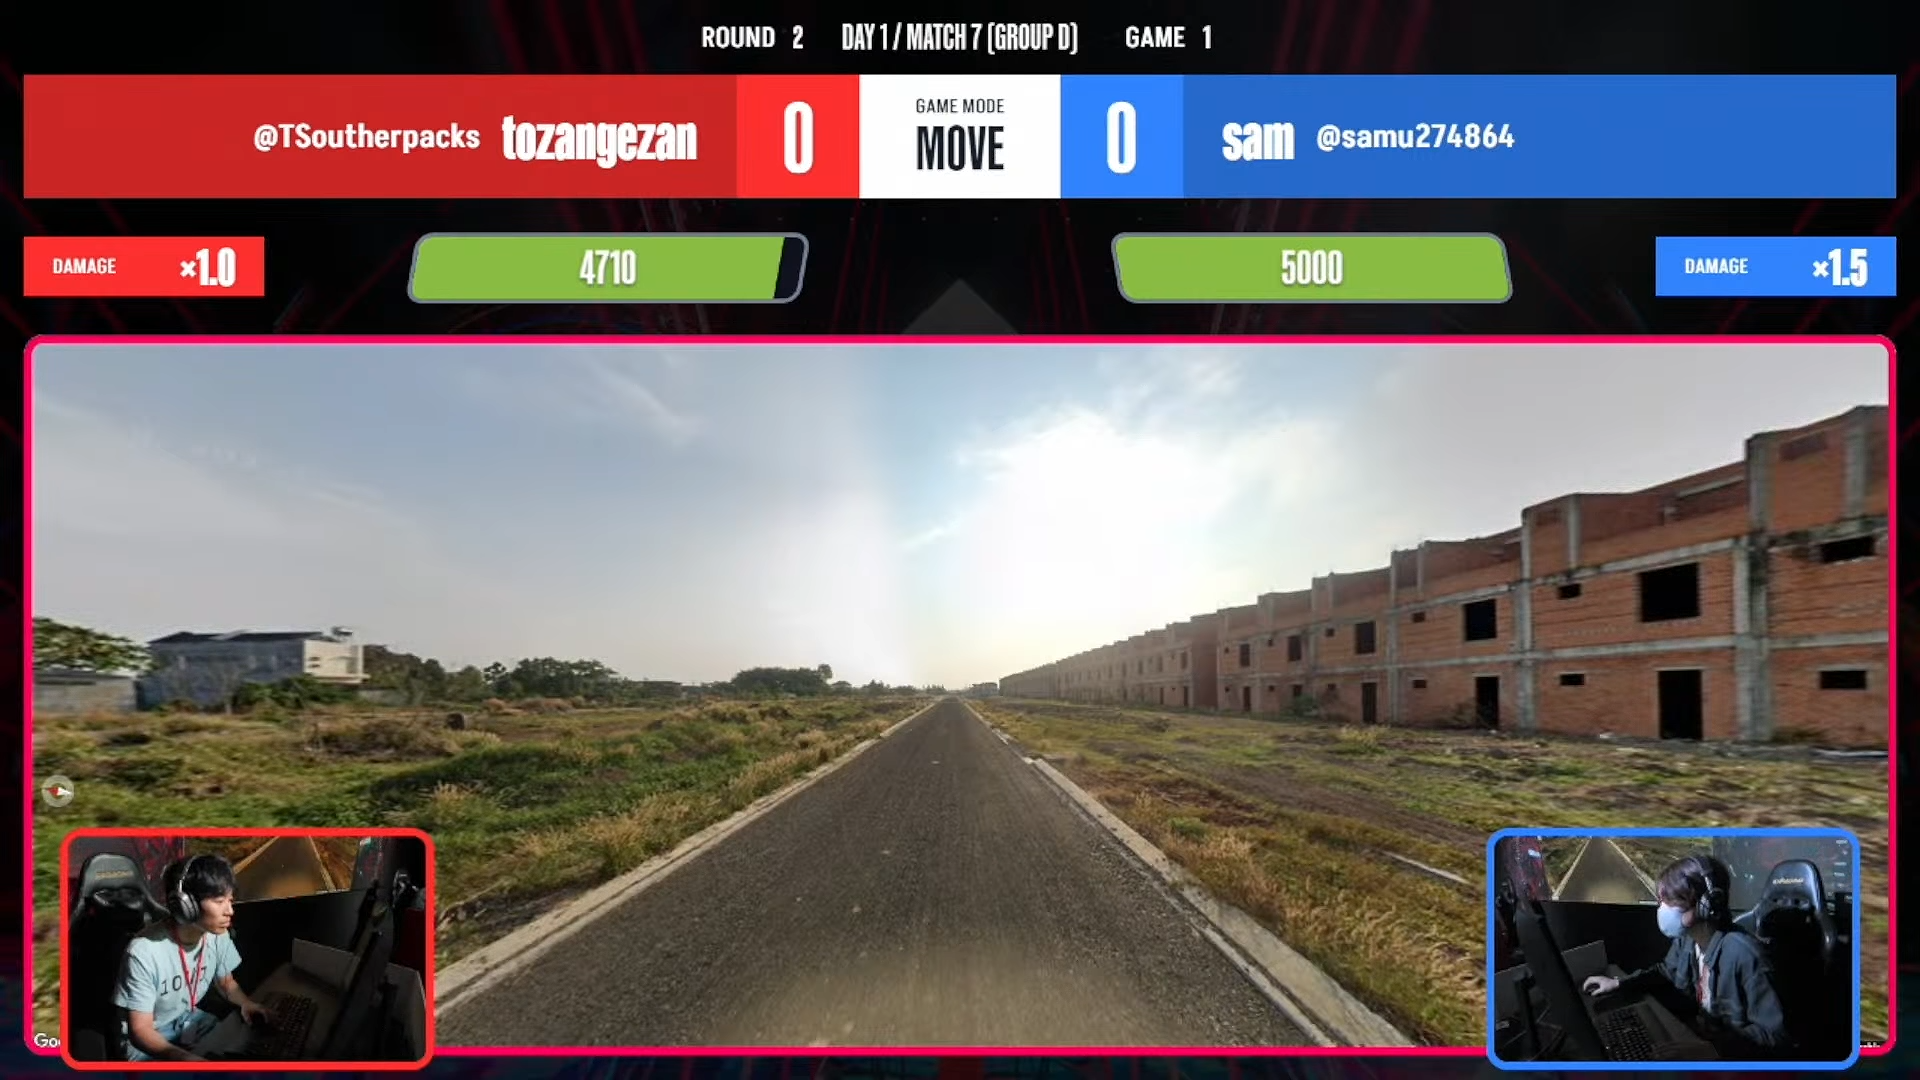 ROUND 2 DAY 1 / MATCH 7 (GROUP D) GAME 1
@TSoutherpacks tozangezan 0 GAME MODE MOVE 0 sam @samu274864
DAMAGE ×1.0 4710 5000 DAMAGE ×1.5